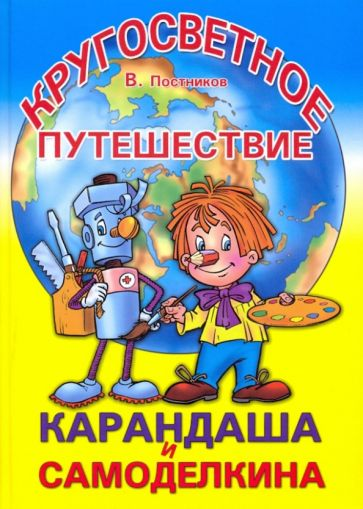 КРУГОСВЕТНОЕ
В. Постников
ПУТЕШЕСТВИЕ
КАРАНДАША
и
САМОДЕЛКИНА